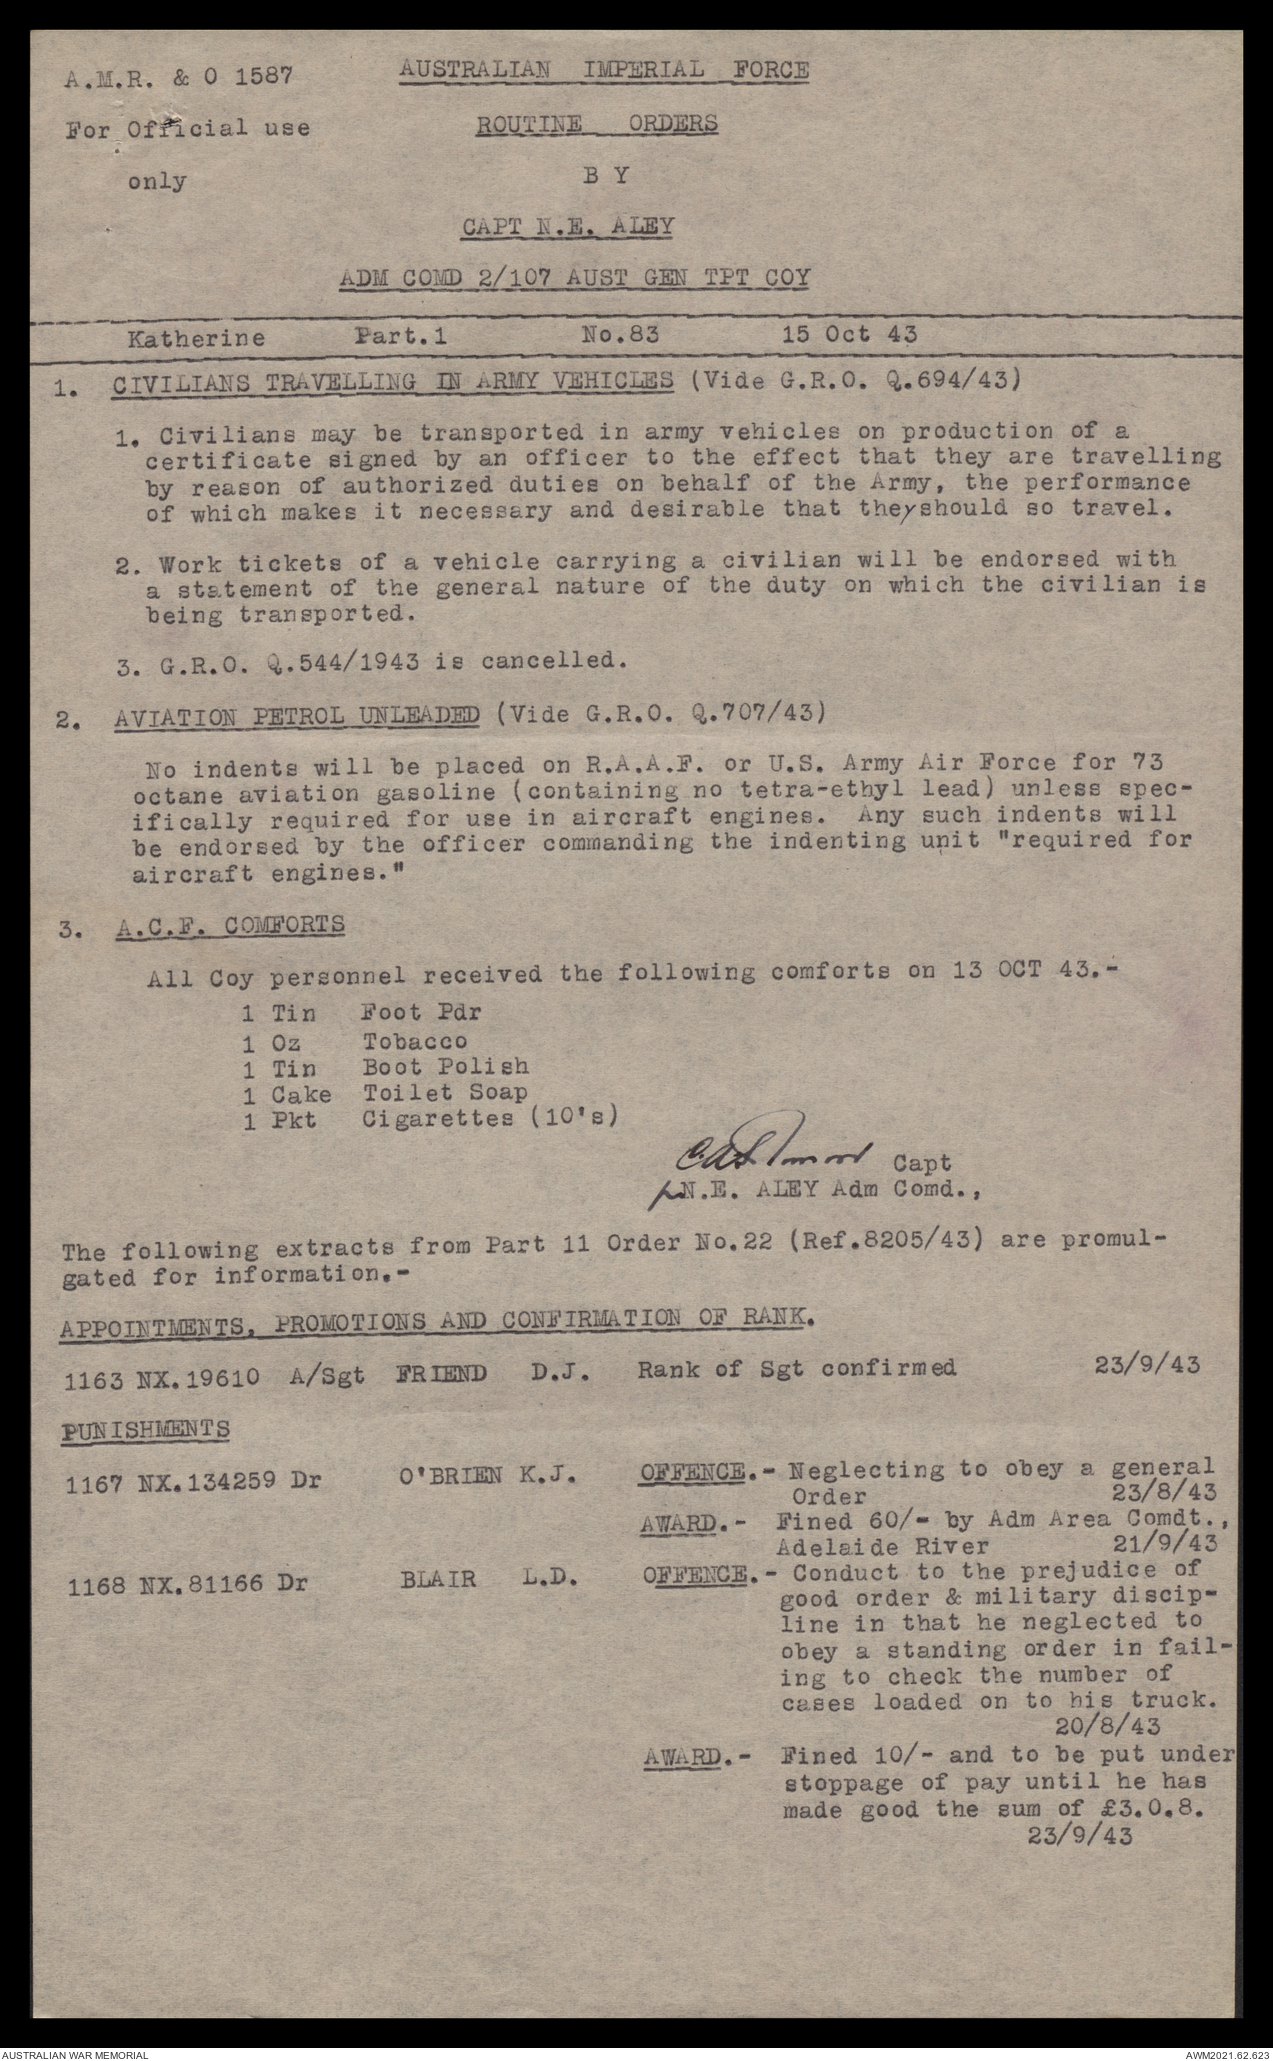 A.M.R. & O 1587
AUSTRALIAN IMPERIAL FORCE
For Official use
only
ROUTINE ORDERS
B Y
CAPT N.E. ALEY
ADM COMD 2/107 AUST GEN TPT COY
Katherine Part.1 No.83 15 Oct 43
1. CIVILIANS TRAVELLING IN ARMY VEHICLES (Vide G.R.O. Q.694/43)
1. Civilians may be transported in army vehicles on production of a
certificate signed by an officer to the effect that they are travelling
by reason of authorized duties on behalf of the Army, the performance
of which makes it necessary and desirable that they should so travel.
2. Work tickets of a vehicle carrying a civilian will be endorsed with
a statement of the general nature of the duty on which the civilian is
being transported.
3. G.R.O. Q.544/1943 is cancelled.
2. AVIATION PETROL UNLEADED (Vide G.R.O. Q.707/43)
No indents will be placed on R.A.A.F. or U.S. Army Air Force for 73
octane aviation gasoline (containing no tetra-ethyl lead) unless spec-
ifically required for use in aircraft engines. Any such indents will
be endorsed by the officer commanding the indenting unit "required for
aircraft engines."
3. A.C.F. COMFORTS
All Coy personnel received the following comforts on 13 OCT 43.-
1 Tin Foot Pdr
1 Oz Tobacco
1 Tin Boot Polish
1 Cake Toilet Soap
1 Pkt Cigarettes (10's)
Capt
N.E. ALEY Adm Comd.,
The following extracts from Part 11 Order No.22 (Ref.8205/43) are promul-
gated for information.-
APPOINTMENTS, PROMOTIONS AND CONFIRMATION OF RANK.
1163 NX.19610 A/Sgt FRIEND D.J. Rank of Sgt confirmed 23/9/43
PUNISHMENTS
1167 NX.134259 Dr O'BRIEN K.J. OFFENCE.- Neglecting to obey a general
Order 23/8/43
AWARD.- Fined 60/- by Adm Area Comdt.,
Adelaide River 21/9/43
1168 NX.81166 Dr BLAIR L.D. OFFENCE.- Conduct to the prejudice of
good order & military discip-
line in that he neglected to
obey a standing order in fail-
ing to check the number of
cases loaded on to his truck.
20/8/43
AWARD.- Fined 10/- and to be put under
stoppage of pay until he has
made good the sum of £3.0.8.
23/9/43
AUSTRALIAN WAR MEMORIAL AWM2021.62.623